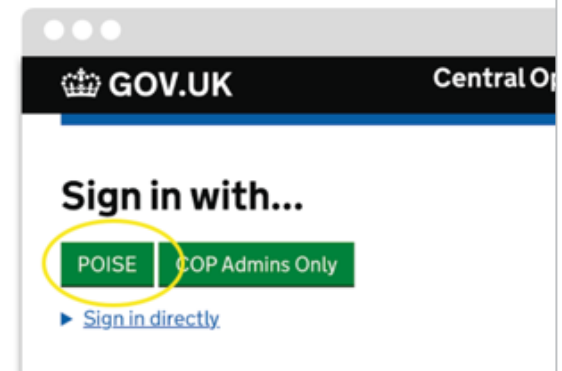 GOV.UK Central Op
Sign in with...
POISE COP Admins Only
Sign in directly